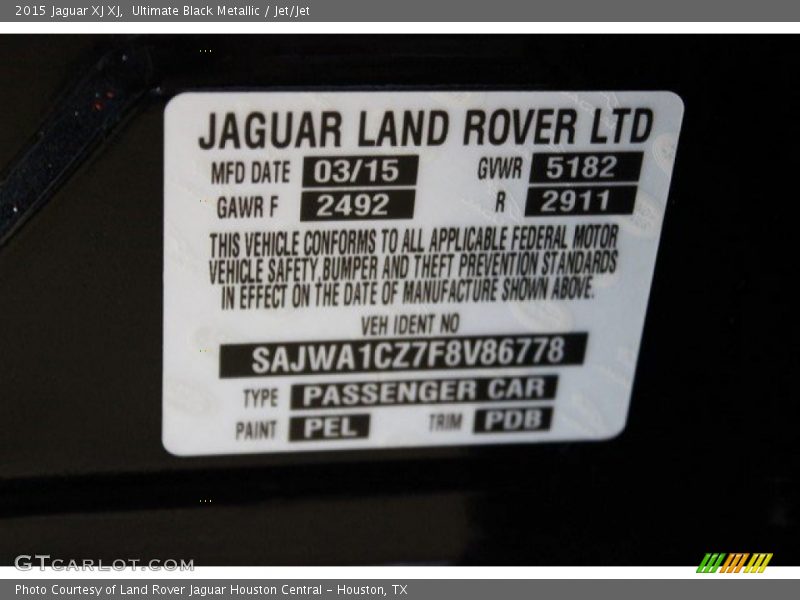 2015 Jaguar XJ XJ, Ultimate Black Metallic / Jet/Jet
JAGUAR LAND ROVER LTD
MFD DATE 03/15 GVWR 5182
GAWR F 2492 R 2911
THIS VEHICLE CONFORMS TO ALL APPLICABLE FEDERAL MOTOR
VEHICLE SAFETY, BUMPER AND THEFT PREVENTION STANDARDS
IN EFFECT ON THE DATE OF MANUFACTURE SHOWN ABOVE.
VEH IDENT NO
SAJWA1CZ7F8V86778
TYPE PASSENGER CAR
PAINT PEL TRIM PDB
GTCARLOT.COM
Photo Courtesy of Land Rover Jaguar Houston Central - Houston, TX